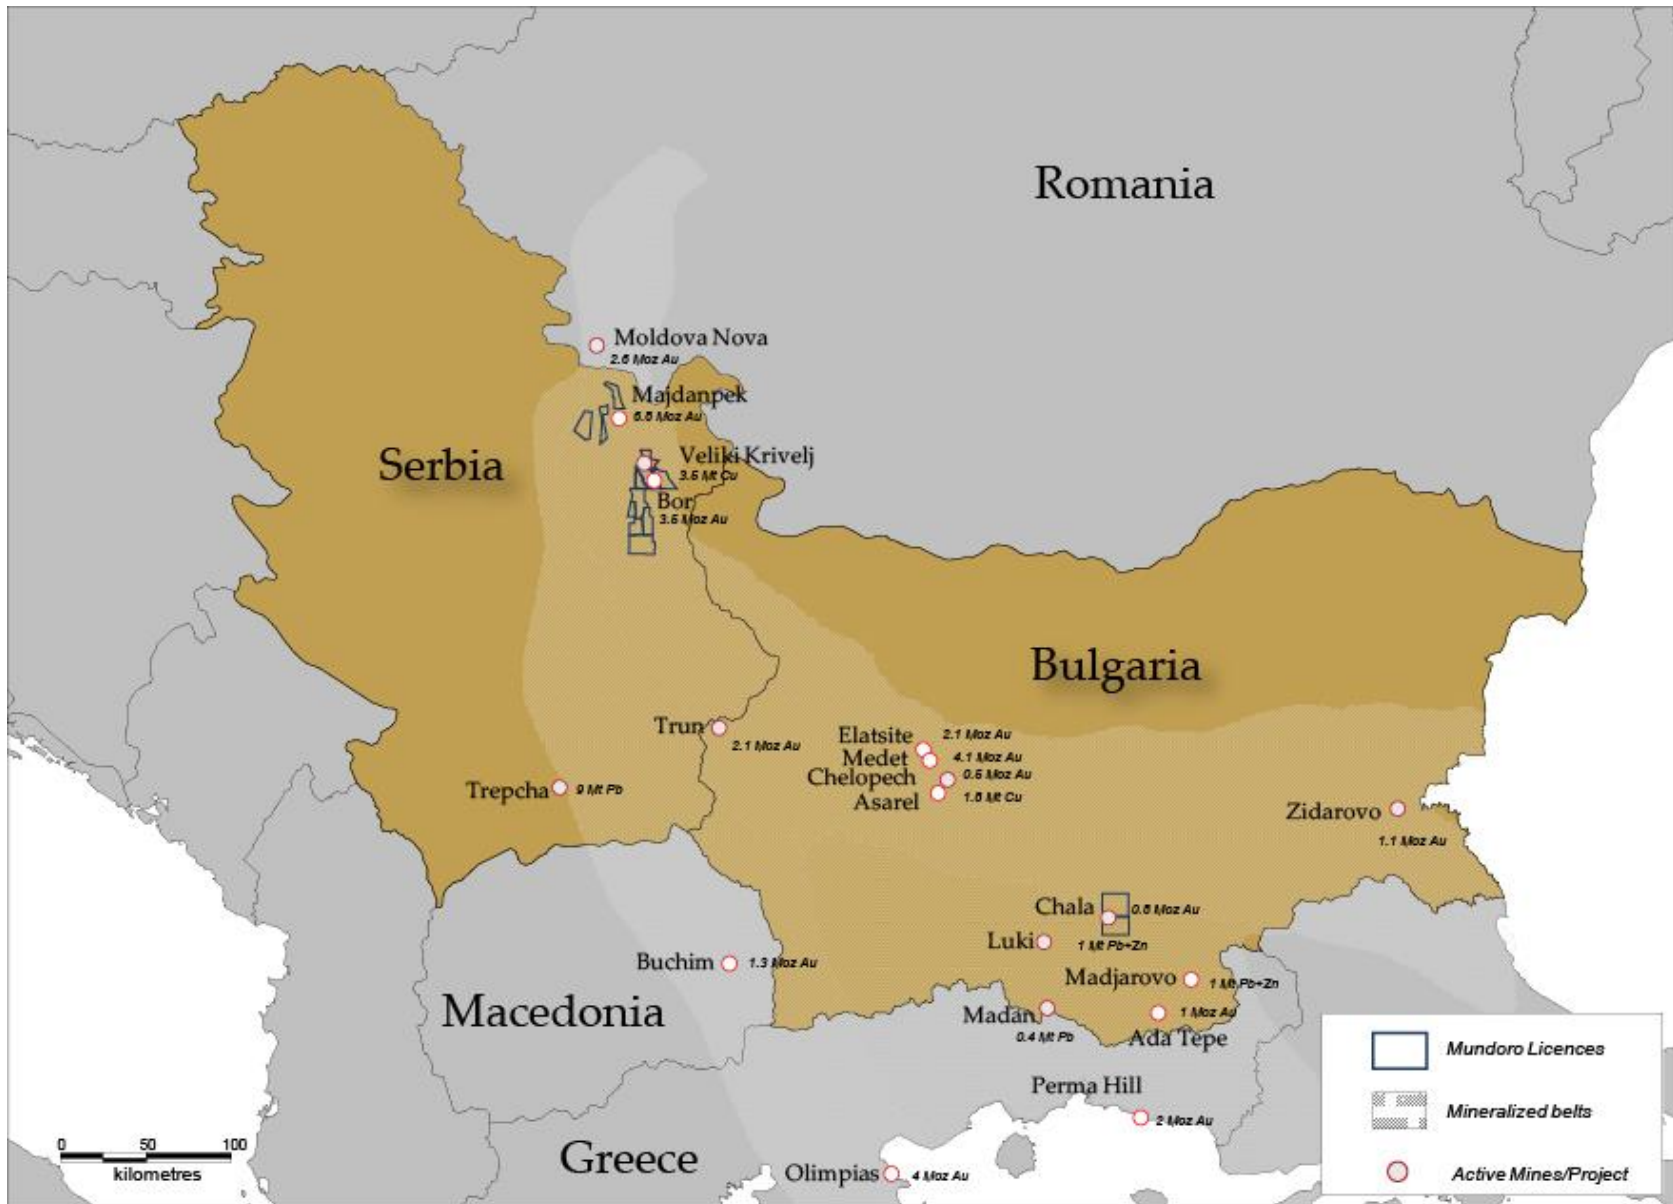 Romania
Moldova Nova
2.6 Moz Au
Majdanpek
6.8 Moz Au
Serbia
Veliki Krivelj
3.5 Mt Cu
Bor
3.5 Moz Au
Bulgaria
Trun
2.1 Moz Au
Elatsite
2.1 Moz Au
Medet
4.1 Moz Au
Chelopech
0.5 Moz Au
Asarel
1.6 Mt Cu
Trepcha
9 Mt Pb
Zidarovo
1.1 Moz Au
Chala
0.8 Moz Au
Luki
1 Mt Pb+Zn
Buchim
1.3 Moz Au
Madjarovo
1 Mt Pb+Zn
Macedonia
Madan
0.4 Mt Pb
1 Moz Au
Ada Tepe
Perma Hill
2 Moz Au
Greece
Olimpias
4 Moz Au
0 50 100
kilometres
Mundoro Licences
Mineralized belts
Active Mines/Project